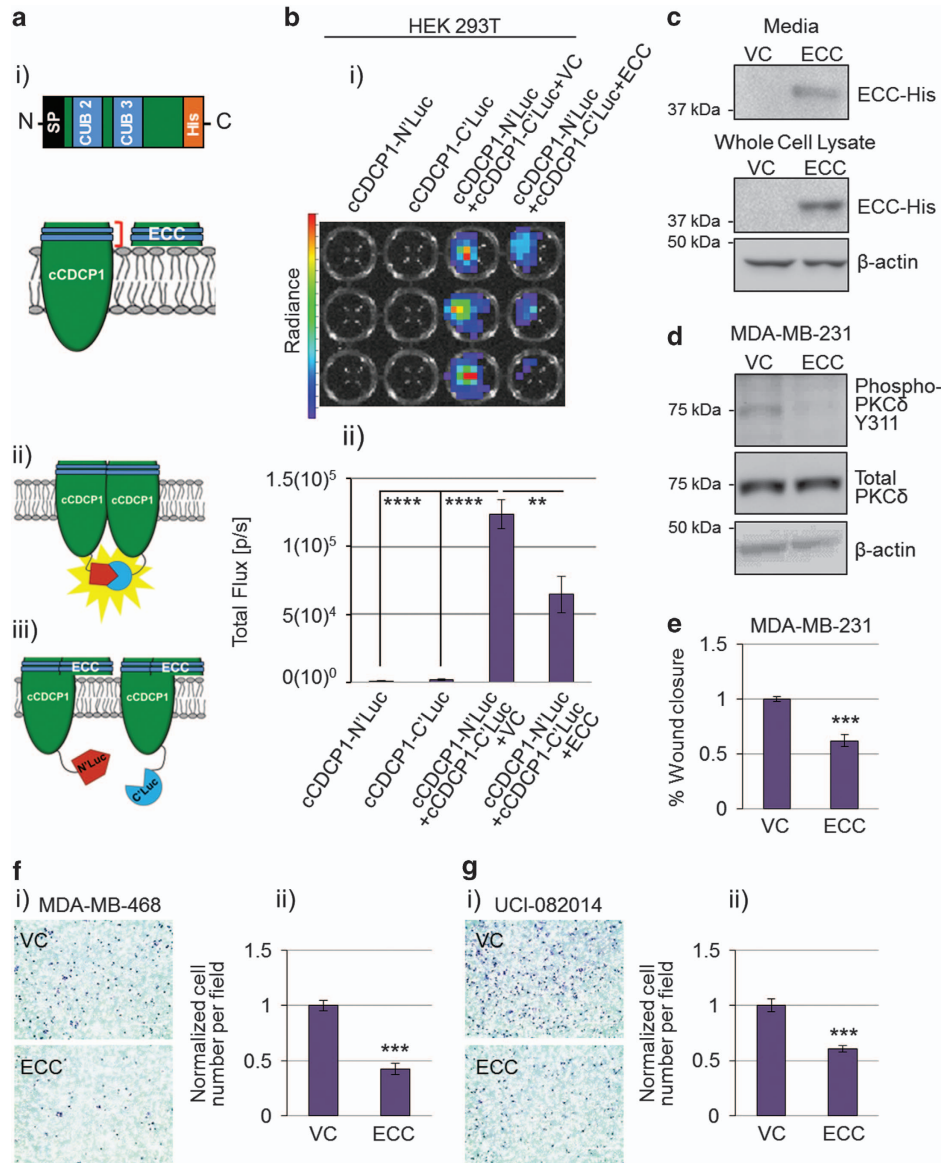 a
i)
N SP CUB 2 CUB 3 His C
cCDCP1 ECC
ii)
cCDCP1 cCDCP1
iii)
ECC ECC
cCDCP1 cCDCP1
N'Luc
C'Luc
b
HEK 293T
i)
cCDCP1-N'Luc
cCDCP1-C'Luc
cCDCP1-N'Luc
+cCDCP1-C'Luc+VC
cCDCP1-N'Luc
+cCDCP1-C'Luc+ECC
Radiance
ii)
Total Flux [p/s]
1.5(10)⁵
1(10)⁵
5(10)⁴
0(10)⁰
**** **** **
cCDCP1-N'Luc
cCDCP1-C'Luc
cCDCP1-N'Luc
+cCDCP1-C'Luc
+VC
cCDCP1-N'Luc
+cCDCP1-C'Luc
+ECC
c
Media
VC ECC
37 kDa
ECC-His
Whole Cell Lysate
VC ECC
37 kDa
ECC-His
50 kDa
β-actin
d
MDA-MB-231
VC ECC
75 kDa
Phospho-
PKCδ
Y311
75 kDa
Total
PKCδ
50 kDa
β-actin
e
MDA-MB-231
% Wound closure
1.5
1
0.5
0
***
VC ECC
f
i) MDA-MB-468
VC
ECC
ii)
Normalized cell
number per field
1.5
1
0.5
0
***
VC ECC
g
i) UCI-082014
VC
ECC
ii)
Normalized cell
number per field
1.5
1
0.5
0
***
VC ECC